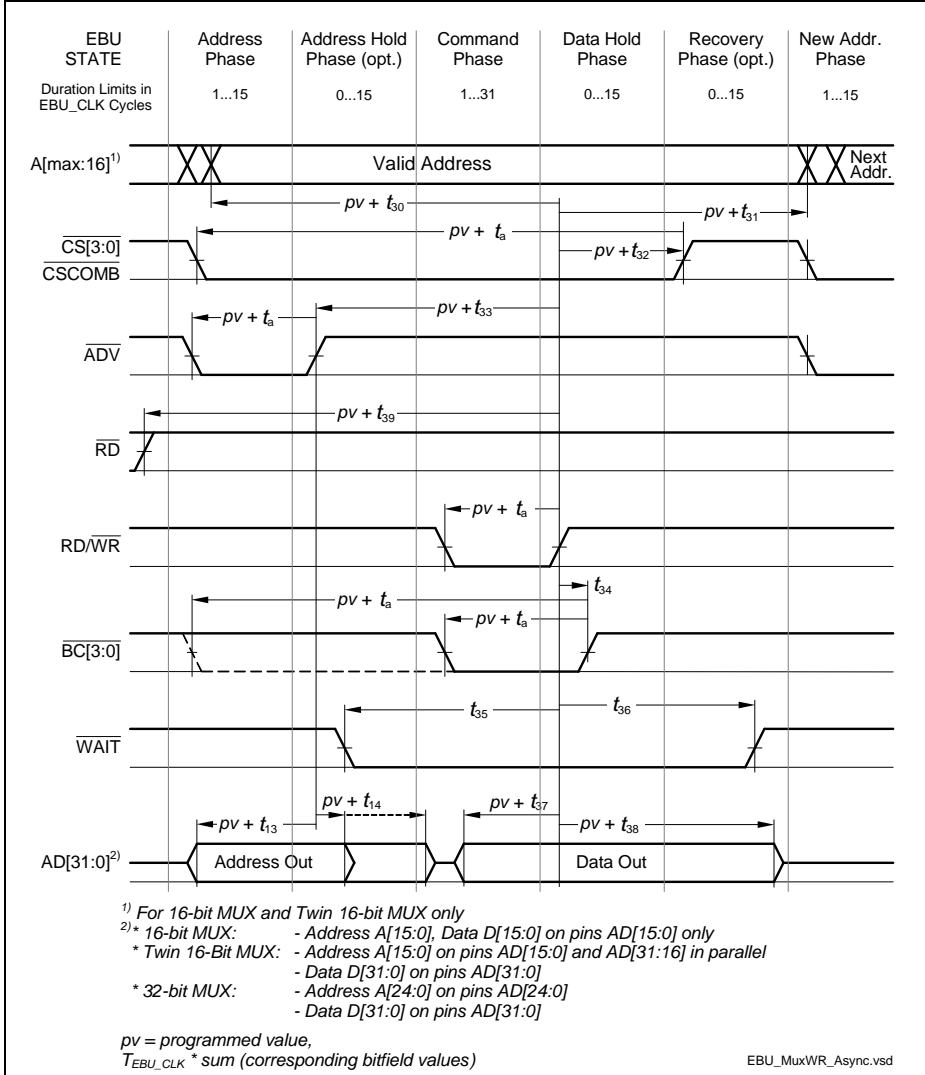 EBU STATE
Address Phase
Address Hold Phase (opt.)
Command Phase
Data Hold Phase
Recovery Phase (opt.)
New Addr. Phase
Duration Limits in EBU_CLK Cycles
1...15
0...15
1...31
0...15
0...15
1...15
A[max:16]1)
Valid Address
Next Addr.
pv + t30
pv + t31
CS[3:0]
CSCOMB
pv + ta
pv + t32
ADV
pv + ta
pv + t33
RD
pv + t39
RD/WR
pv + ta
t34
BC[3:0]
pv + ta
pv + ta
WAIT
t35
t36
pv + t14
pv + t37
pv + t13
pv + t38
AD[31:0]2)
Address Out
Data Out
1) For 16-bit MUX and Twin 16-bit MUX only
2)* 16-bit MUX: - Address A[15:0], Data D[15:0] on pins AD[15:0] only
* Twin 16-Bit MUX: - Address A[15:0] on pins AD[15:0] and AD[31:16] in parallel
- Data D[31:0] on pins AD[31:0]
* 32-bit MUX: - Address A[24:0] on pins AD[24:0]
- Data D[31:0] on pins AD[31:0]
pv = programmed value,
TEBU_CLK * sum (corresponding bitfield values)
EBU_MuxWR_Async.vsd